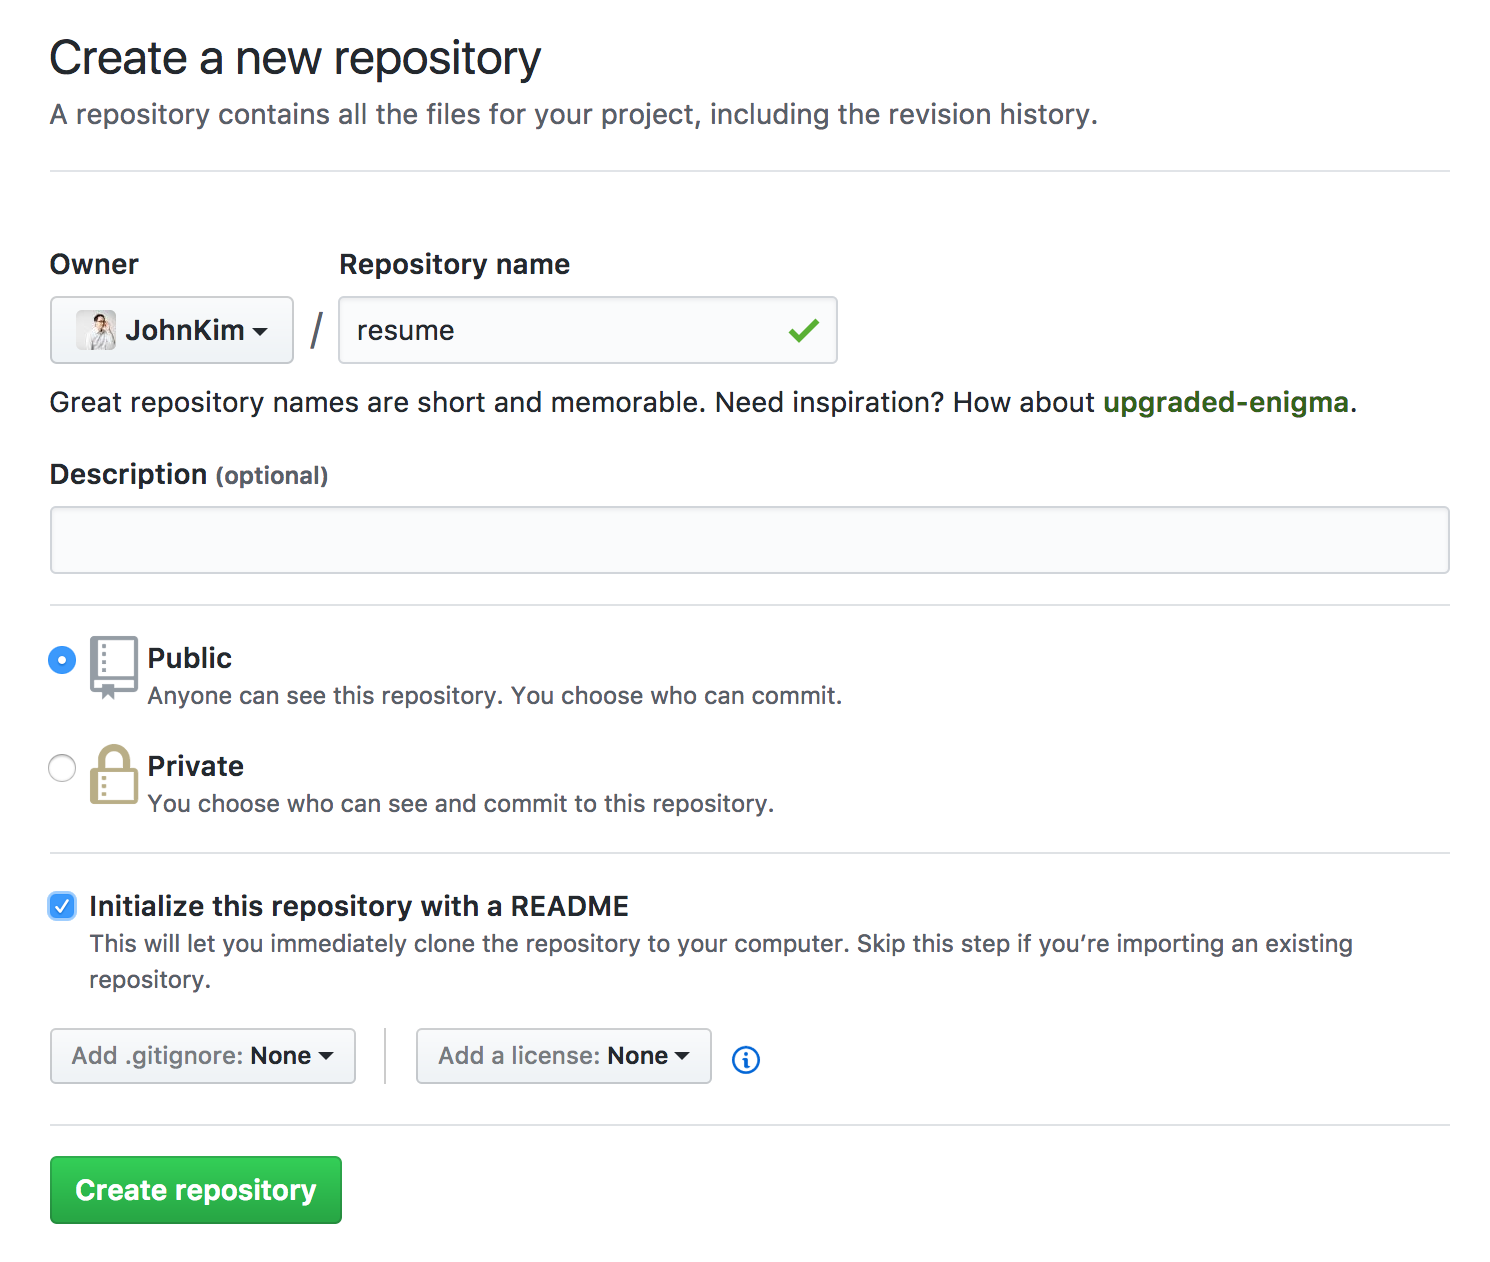 Create a new repository
A repository contains all the files for your project, including the revision history.
Owner
Repository name
JohnKim
/
resume
Great repository names are short and memorable. Need inspiration? How about upgraded-enigma.
Description (optional)
Public
Anyone can see this repository. You choose who can commit.
Private
You choose who can see and commit to this repository.
Initialize this repository with a README
This will let you immediately clone the repository to your computer. Skip this step if you’re importing an existing
repository.
Add .gitignore: None
Add a license: None
Create repository